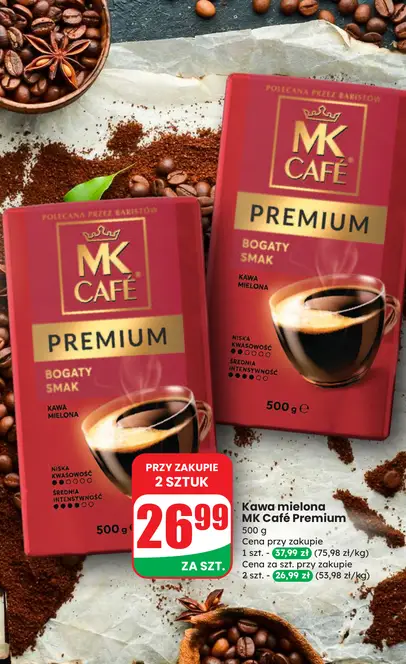 POLECANA PRZEZ BARISTÓW
MK
CAFÉ
PREMIUM
BOGATY
SMAK
KAWA
MIELONA
NISKA
KWASOWOŚĆ
ŚREDNIA
INTENSYWNOŚĆ
500 g ℮
POLECANA PRZEZ BARISTÓW
MK
CAFÉ®
PREMIUM
BOGATY
SMAK
KAWA
MIELONA
NISKA
KWASOWOŚĆ
ŚREDNIA
INTENSYWNOŚĆ
500 g
PRZY ZAKUPIE
2 SZTUK
26 99
ZA SZT.
Kawa mielona
MK Café Premium
500 g
Cena przy zakupie
1 szt. - 37,99 zł (75,98 zł/kg)
Cena za szt. przy zakupie
2 szt. - 26,99 zł (53,98 zł/kg)